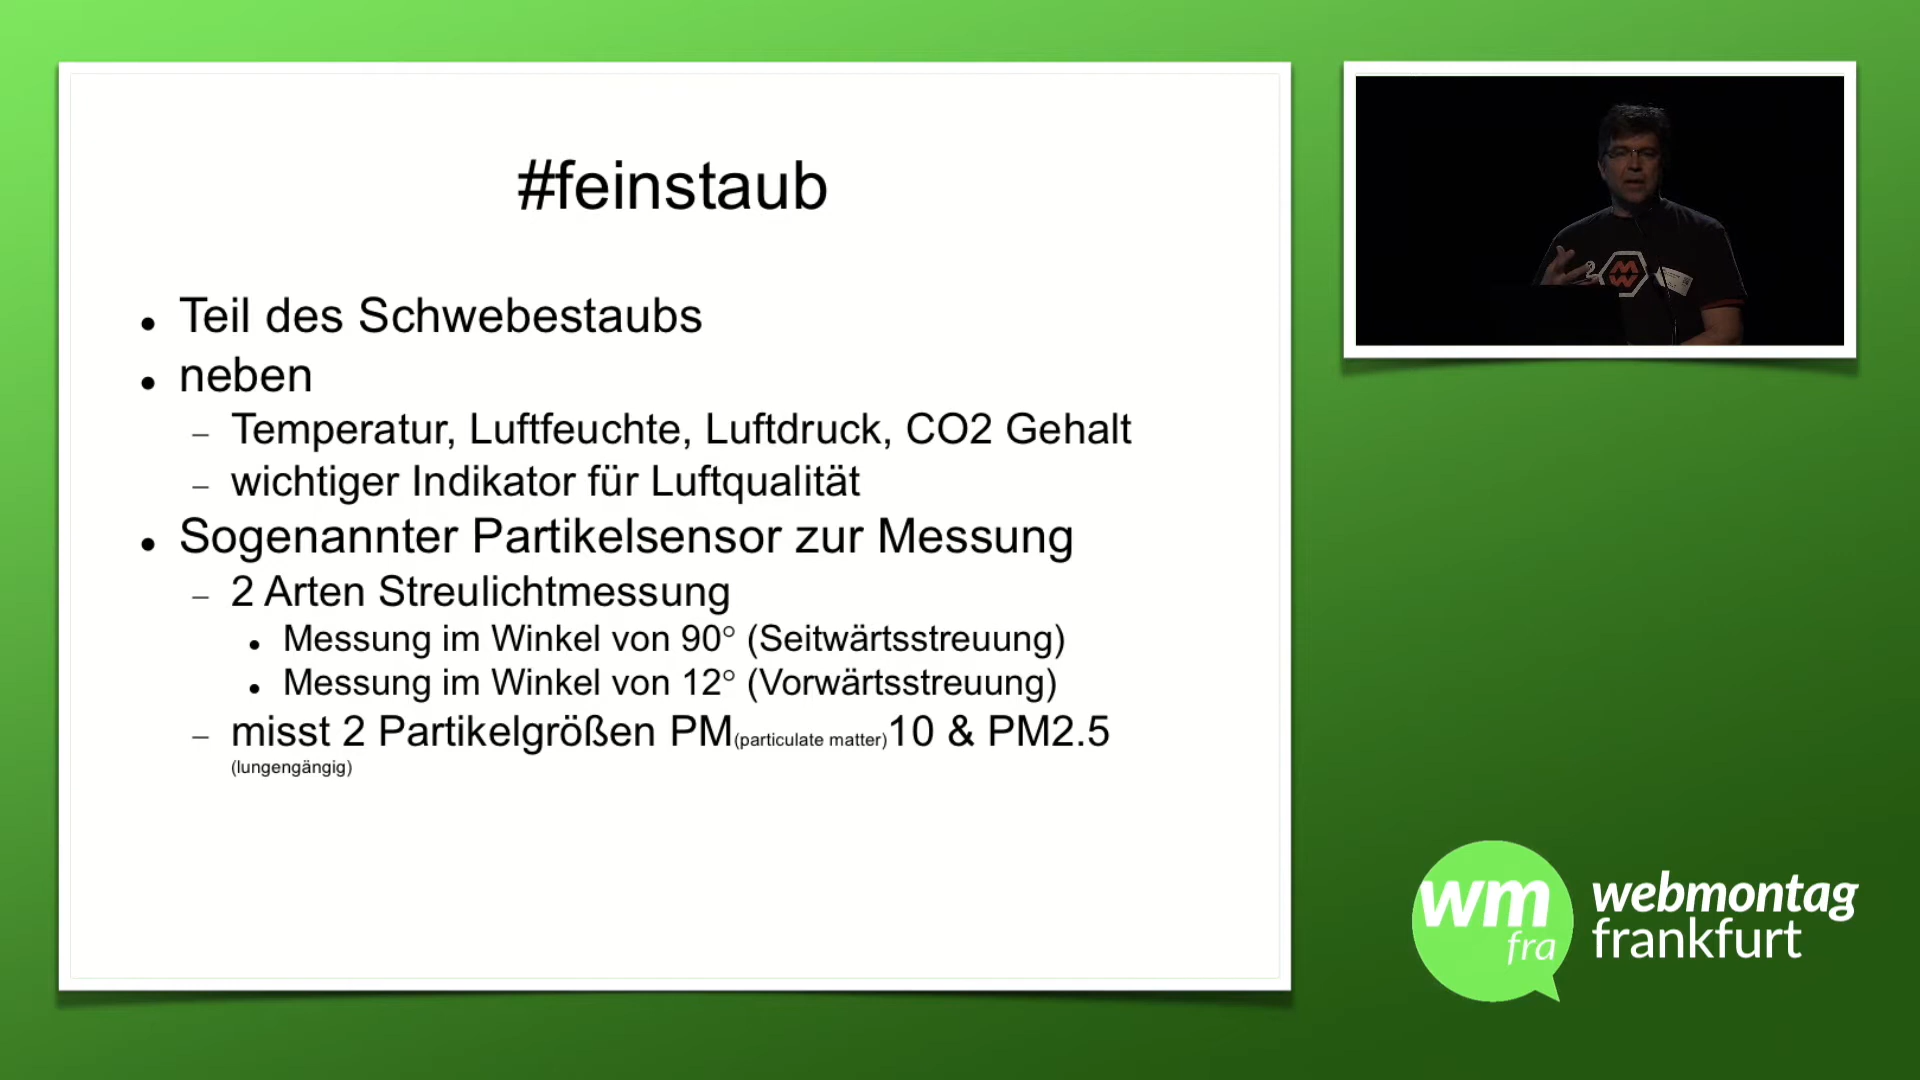 #feinstaub
Teil des Schwebestaubs
neben
Temperatur, Luftfeuchte, Luftdruck, CO2 Gehalt
wichtiger Indikator für Luftqualität
Sogenannter Partikelsensor zur Messung
2 Arten Streulichtmessung
Messung im Winkel von 90° (Seitwärtsstreuung)
Messung im Winkel von 12° (Vorwärtsstreuung)
misst 2 Partikelgrößen PM(particulate matter)10 & PM2.5
(lungengängig)
MW
wm
fra
webmontag
frankfurt